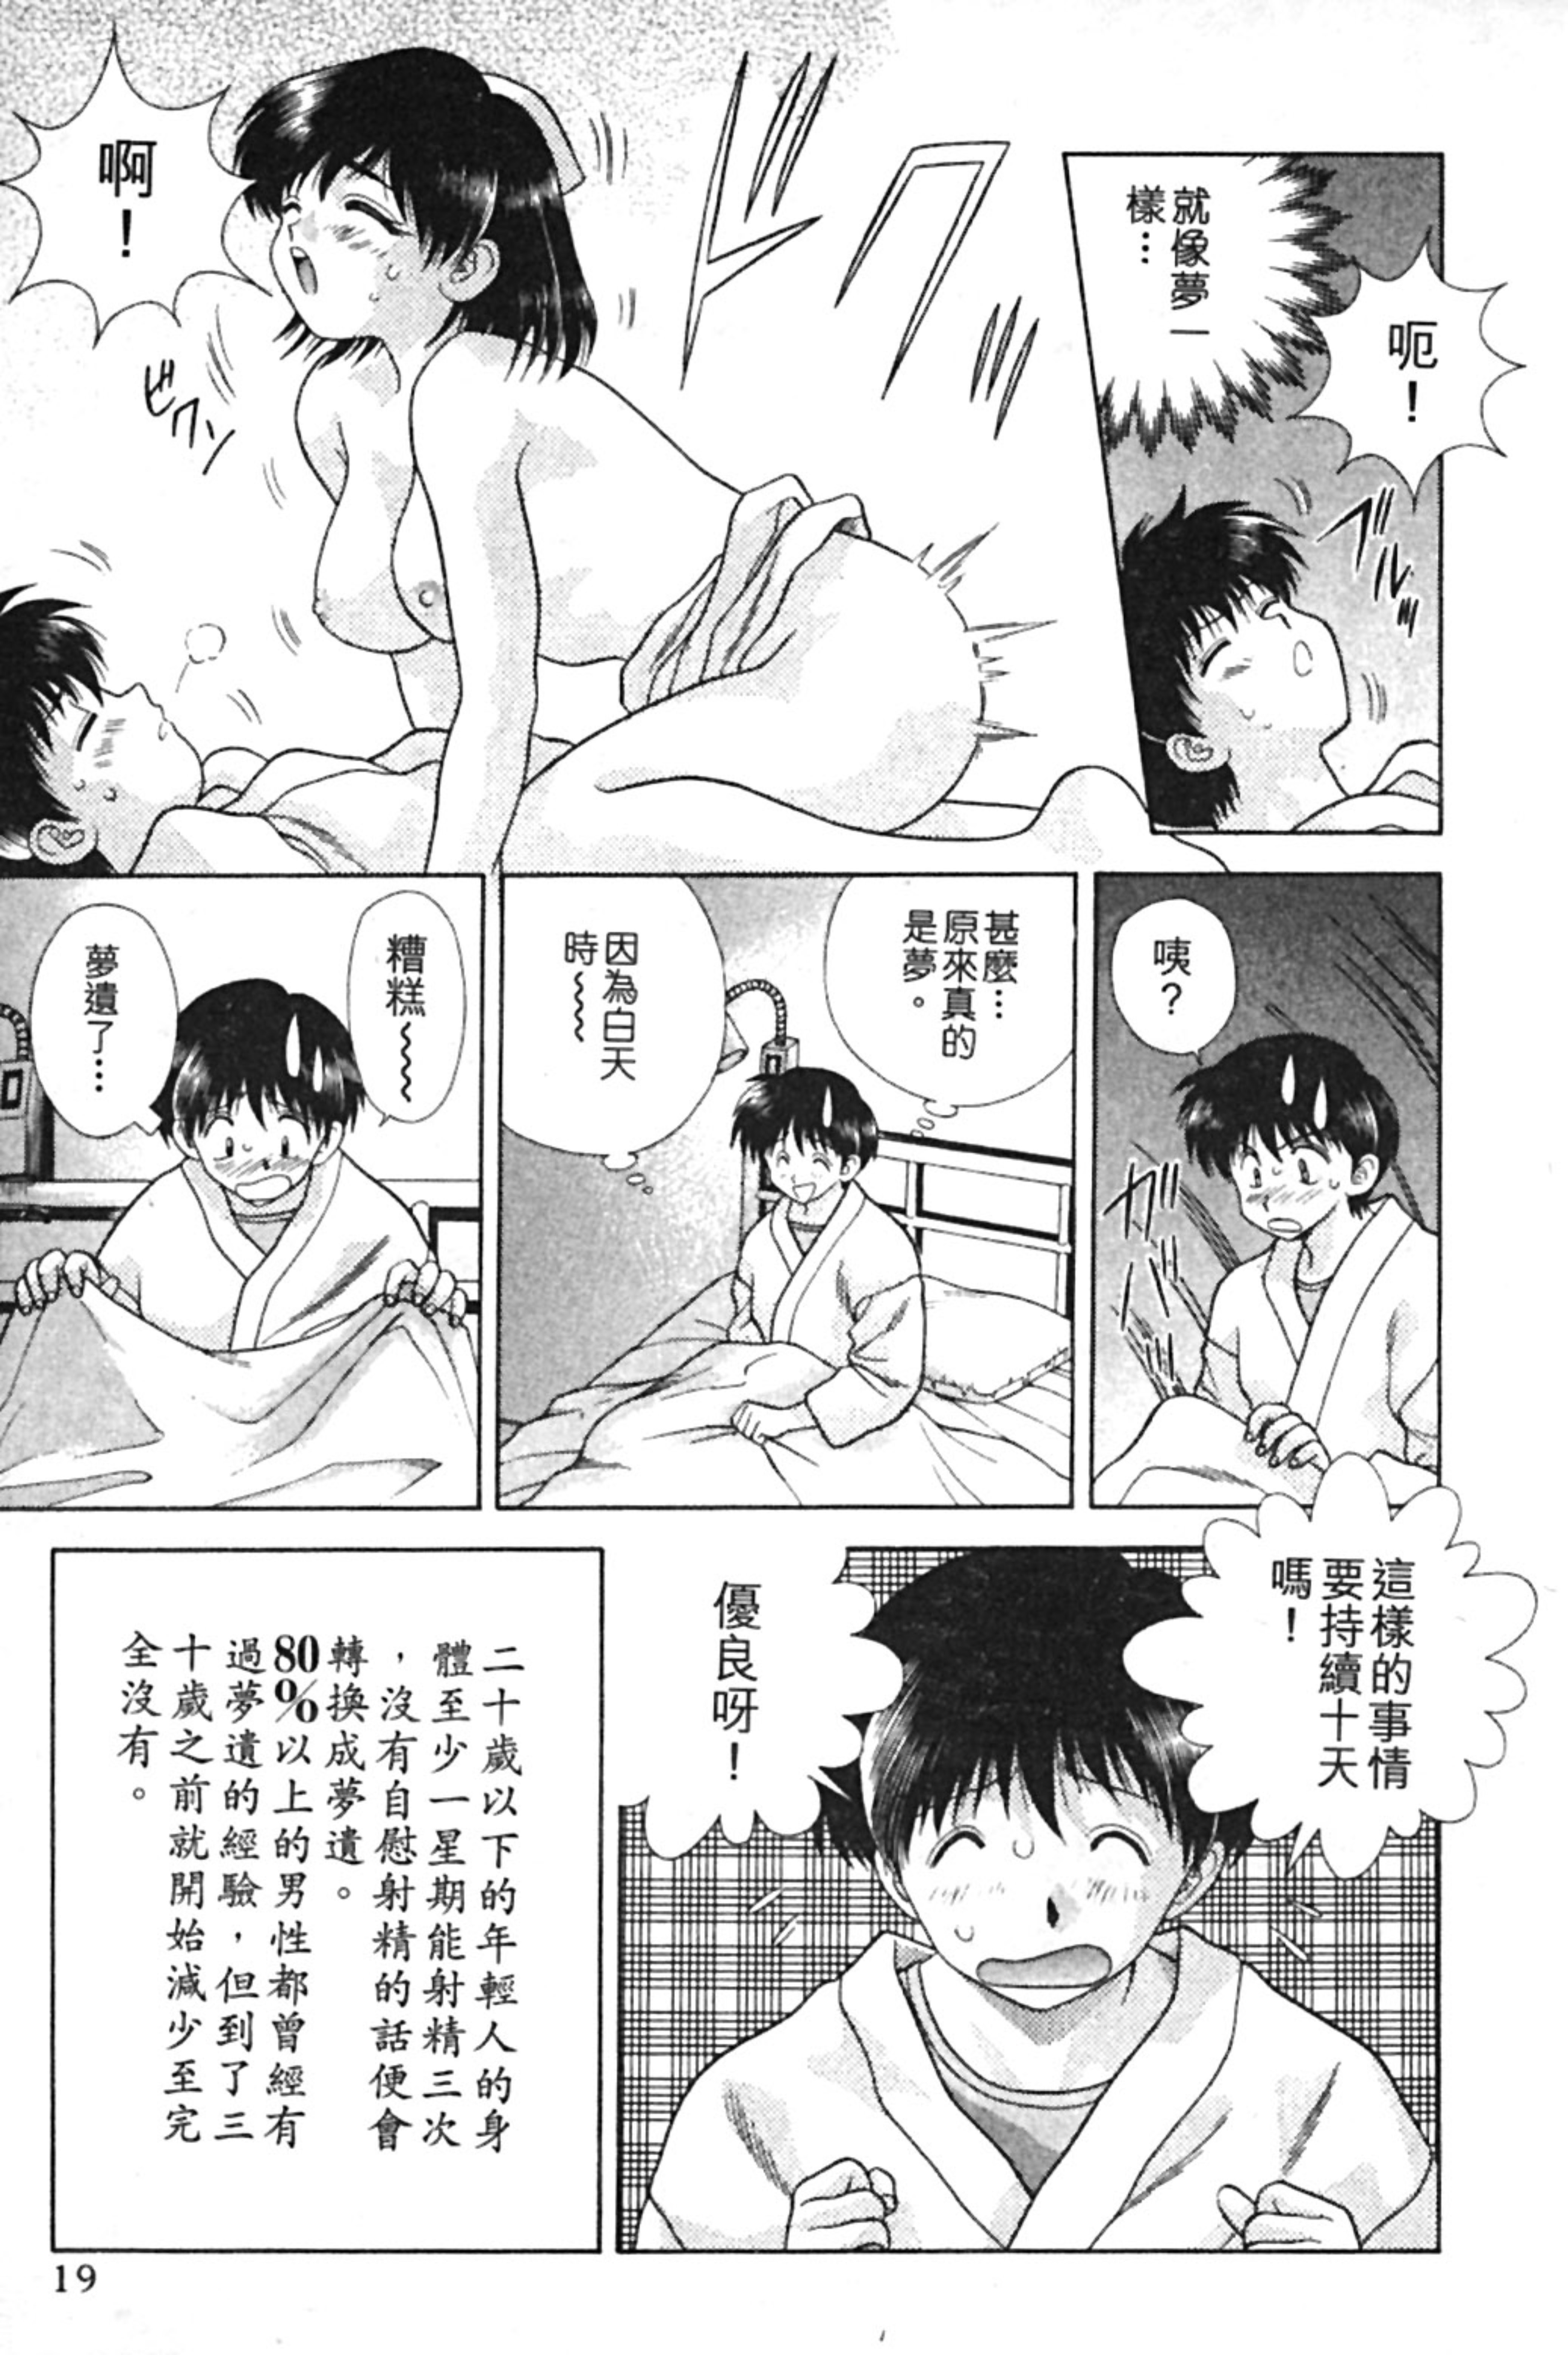 就像夢一
樣…
呃！
ブルル
ドク
啊！
ビクン
咦？
ガバ
甚麼…
原來真的
是夢。
因為白天
時～～～
糟糕～～～
夢遺了…
這樣的事情
要持續十天
嗎！
優良呀！
二十歲以下的年輕人的身
體至少一星期能射精三次
，沒有自慰射精的話便會
轉換成夢遺。
80%以上的男性都曾經有
過夢遺的經驗，但到了三
十歲之前就開始減少至完
全沒有。
19